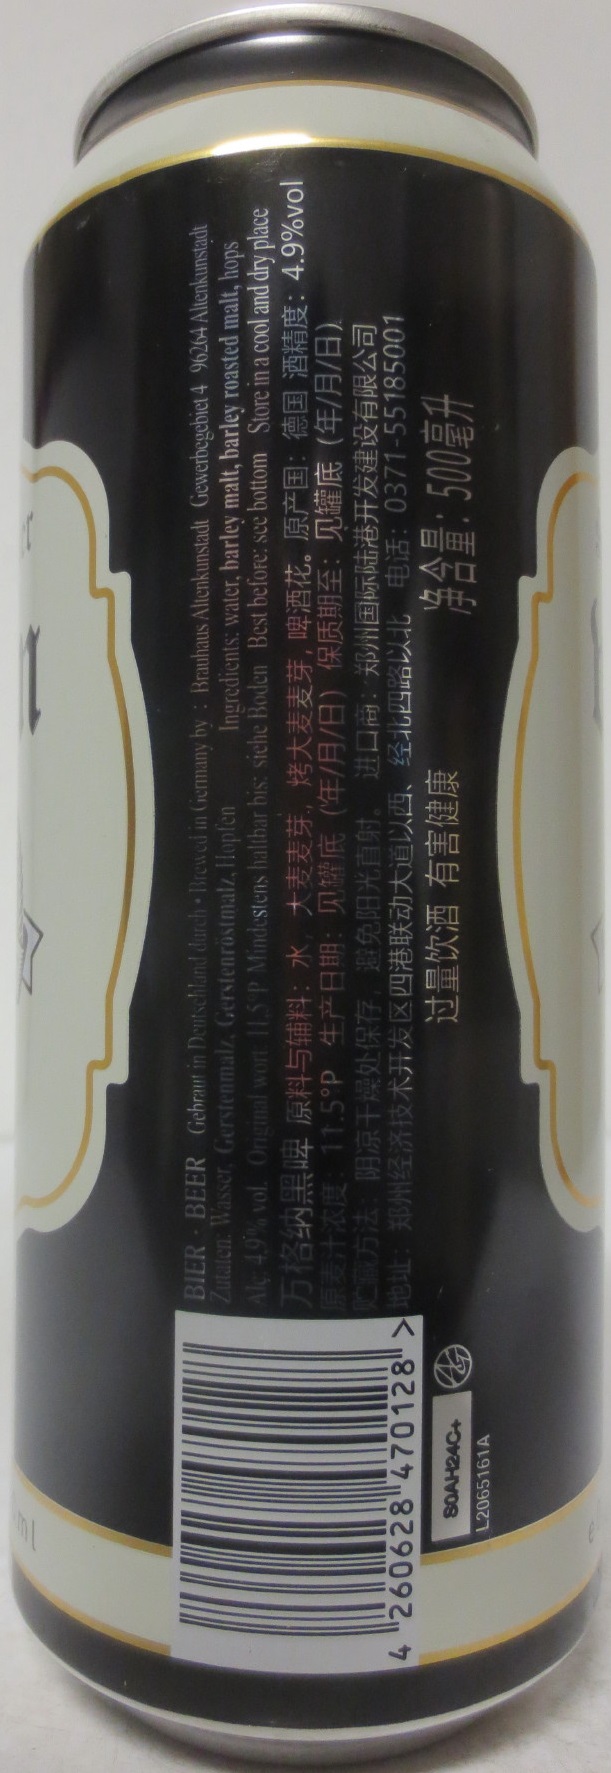 BIER · BEER Gebraut in Deutschland durch · Brewed in Germany by : Brauhaus Altenkunstadt Gewerbegebiet 4 96264 Altenkunstadt
Zutaten: Wasser, Gerstenmalz, Gerstenröstmalz, Hopfen Ingredients: water, barley malt, barley roasted malt, hops
Alc. 4.9% vol. Original wort 11.5°P Mindestens haltbar bis: siehe Boden Best before: see bottom Store in a cool and dry place
万格纳黑啤 原料与辅料：水，大麦麦芽，烤大麦麦芽，啤酒花。原产国：德国 酒精度：4.9%vol
原麦汁浓度：11.5°P 生产日期：见罐底（年/月/日）保质期至：见罐底（年/月/日）
贮藏方法：阴凉干燥处保存，避免阳光直射。 进口商：郑州国际陆港开发建设有限公司
地址：郑州经济技术开发区四港联动大道以西、经北四路以北 电话：0371-55185001
过量饮酒 有害健康 净含量：500毫升
4 260628 470128 >
80AH24C+
L2065161A
n
ml
e